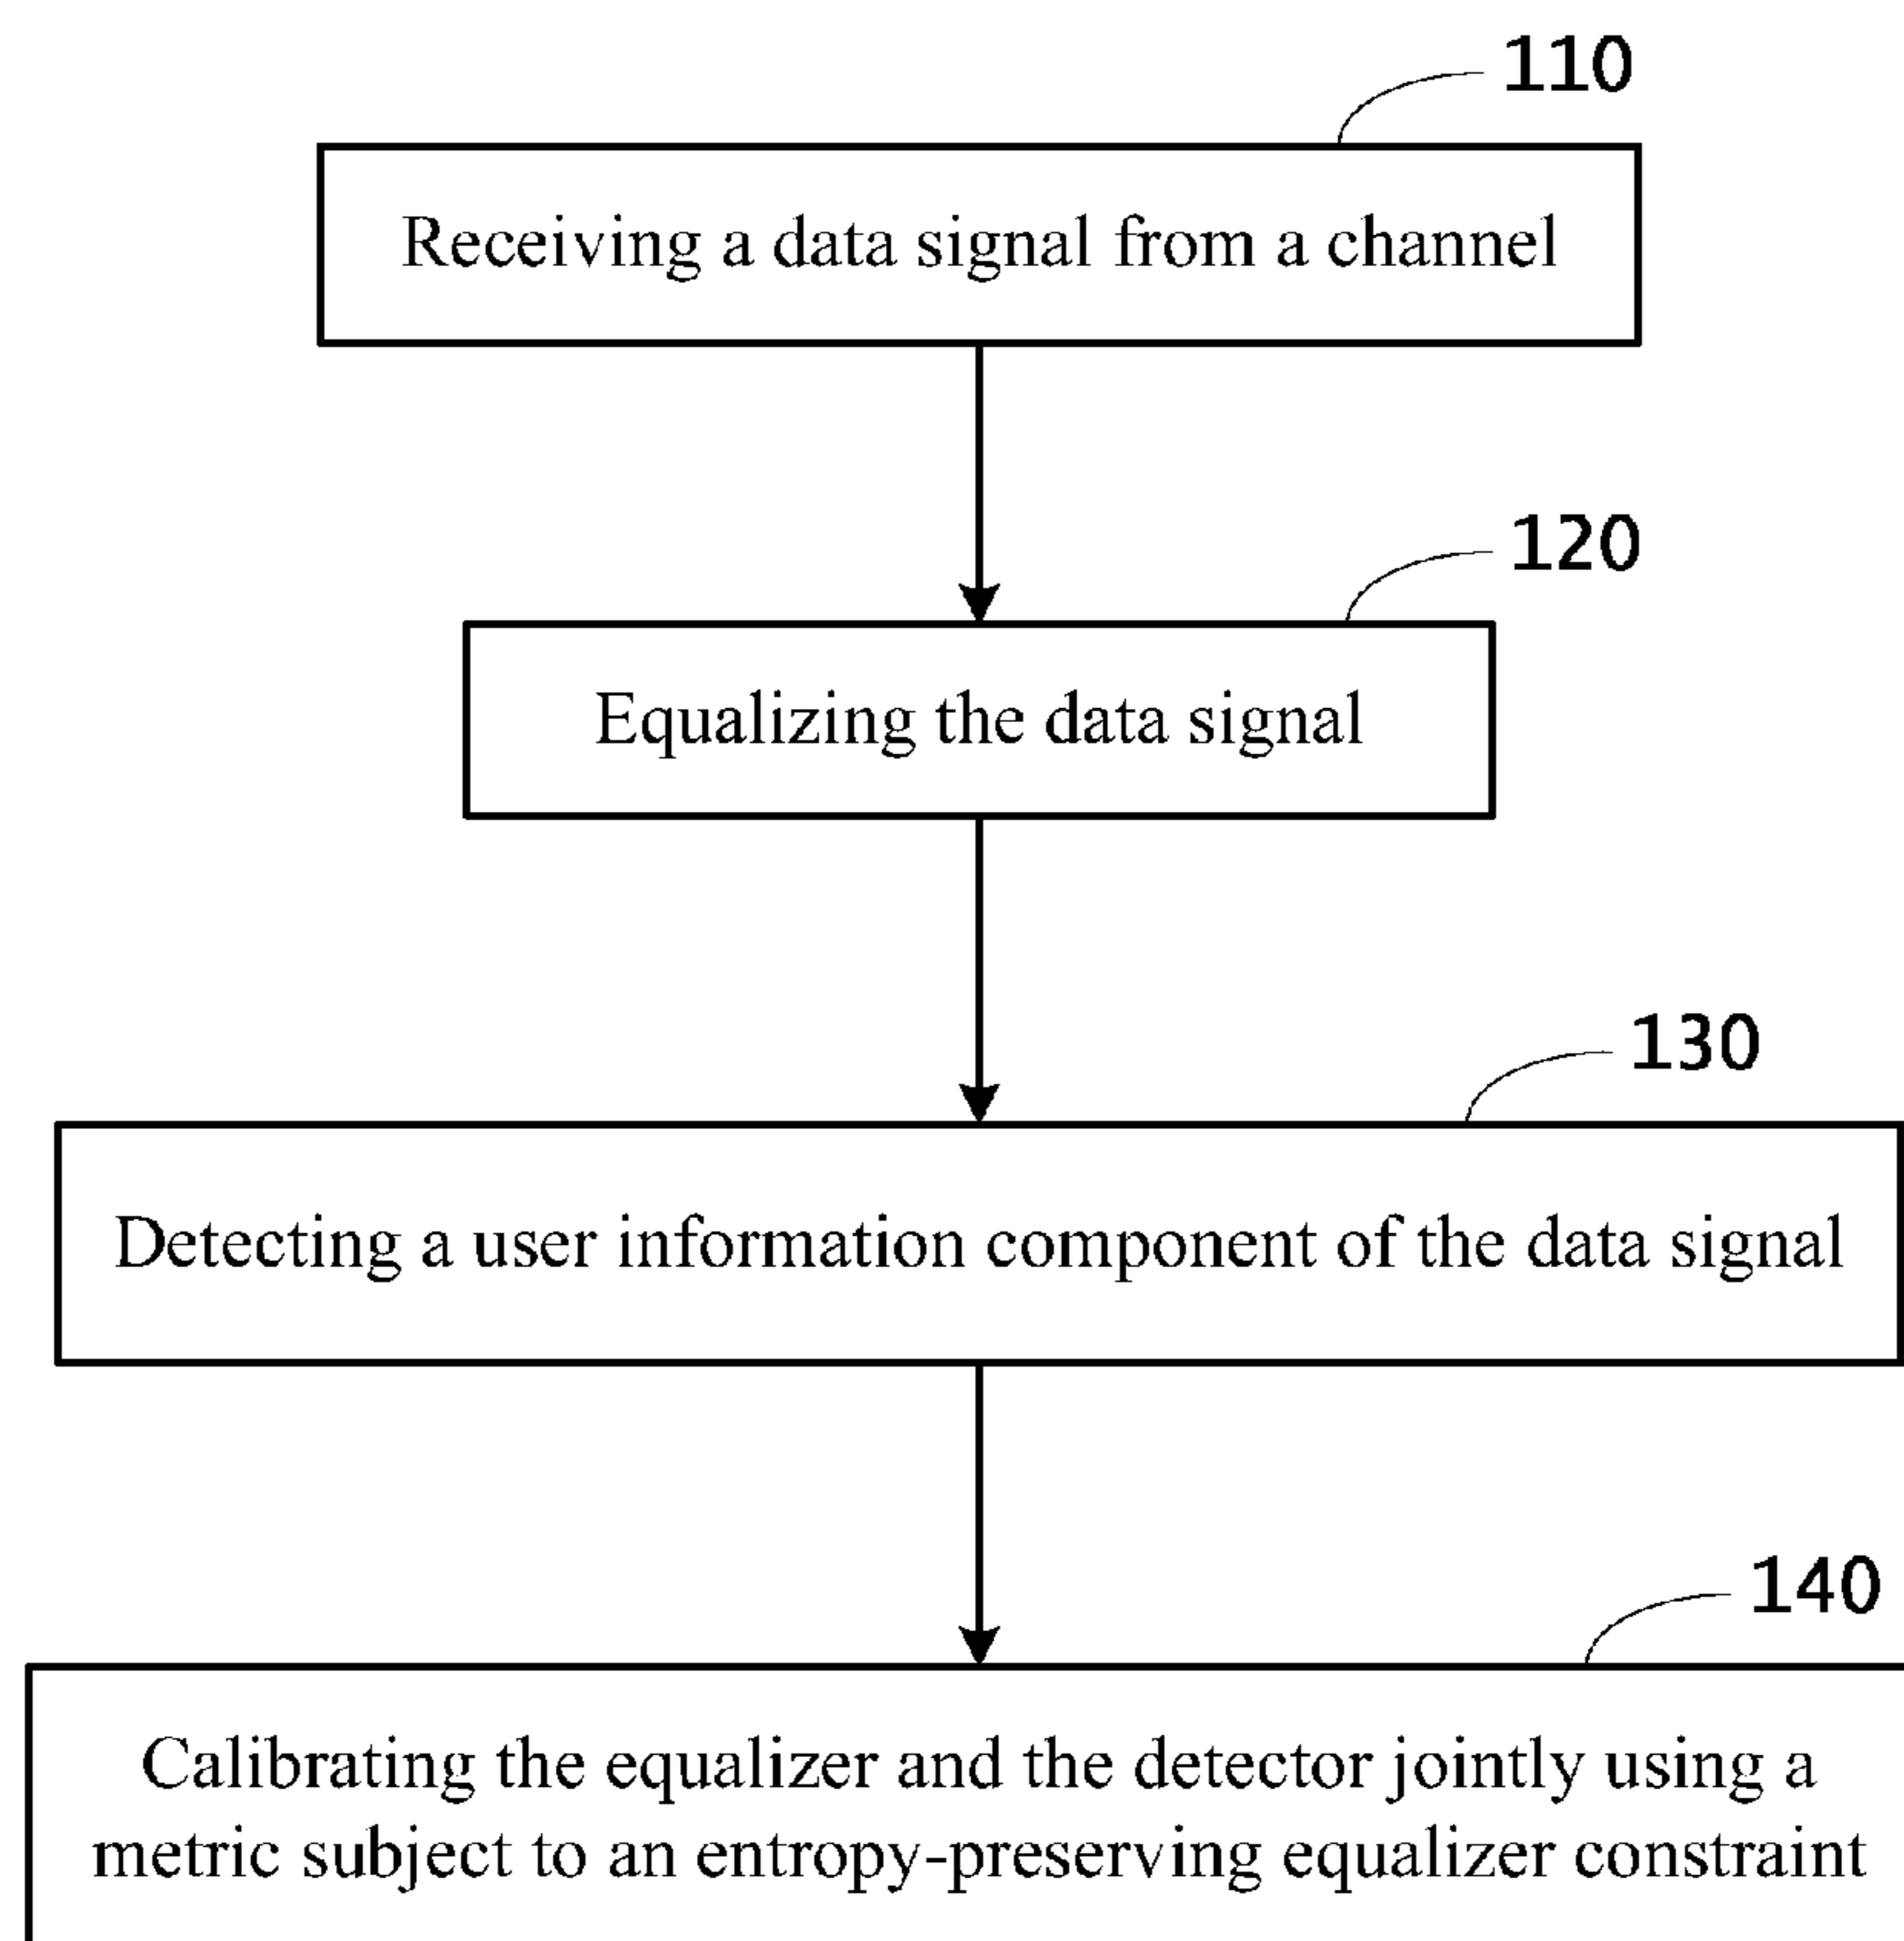 110
Receiving a data signal from a channel
120
Equalizing the data signal
130
Detecting a user information component of the data signal
140
Calibrating the equalizer and the detector jointly using a
metric subject to an entropy-preserving equalizer constraint